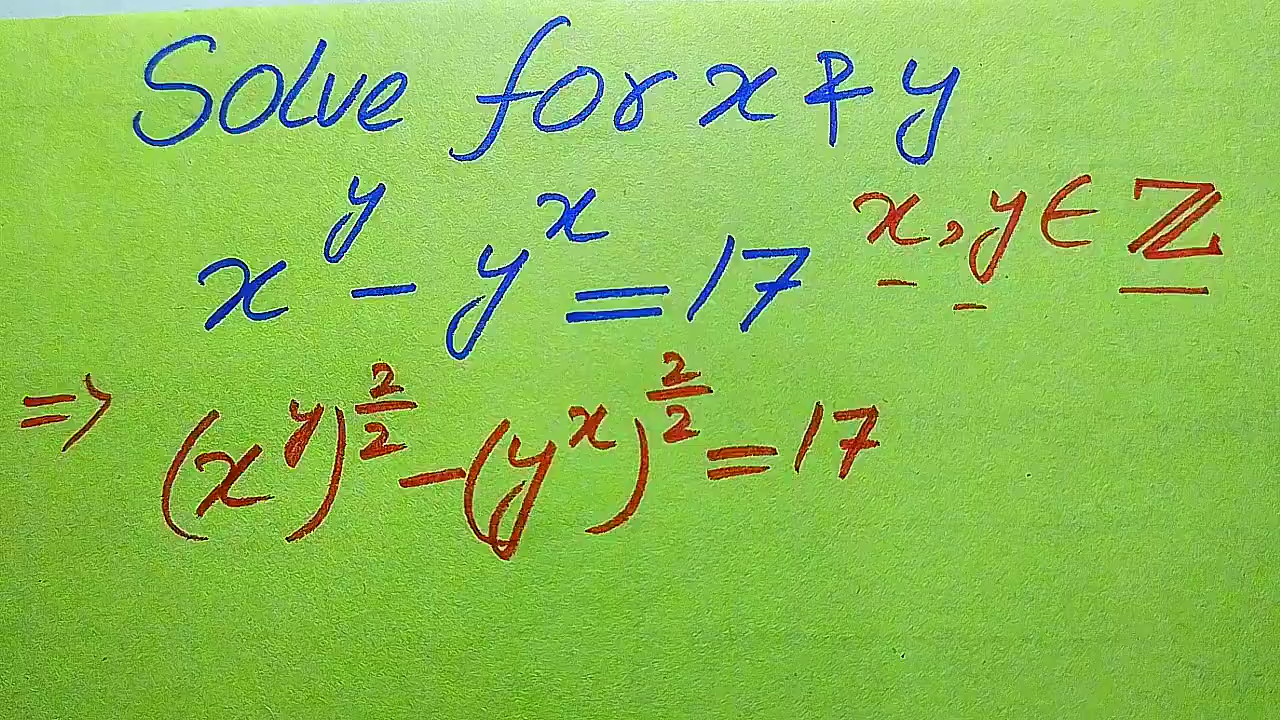 Solve for x & y
x^y - y^x = 17 x, y ∈ ℤ
⇒ (x^y)^(2/2) - (y^x)^(2/2) = 17